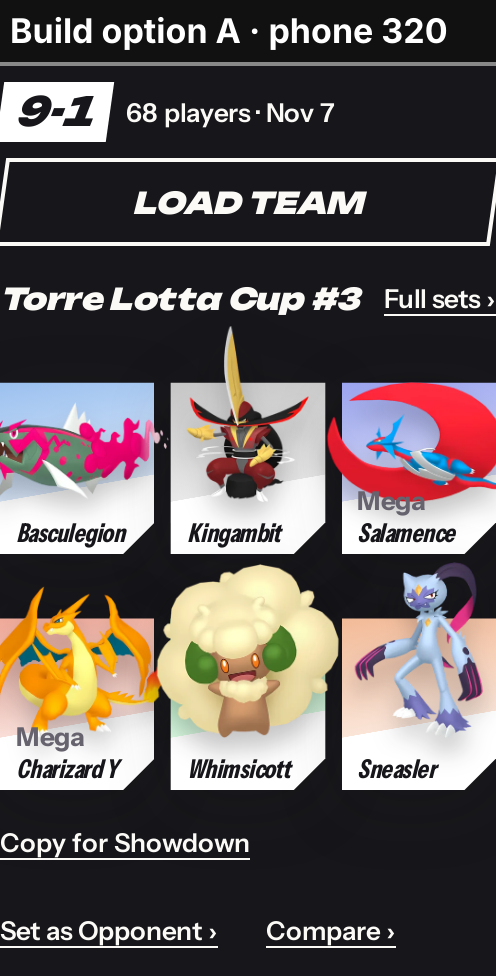 Build option A · phone 320
9-1 68 players · Nov 7
LOAD TEAM
Torre Lotta Cup #3 Full sets ›
Basculegion Kingambit Mega Salamence
Mega Charizard Y Whimsicott Sneasler
Copy for Showdown
Set as Opponent › Compare ›